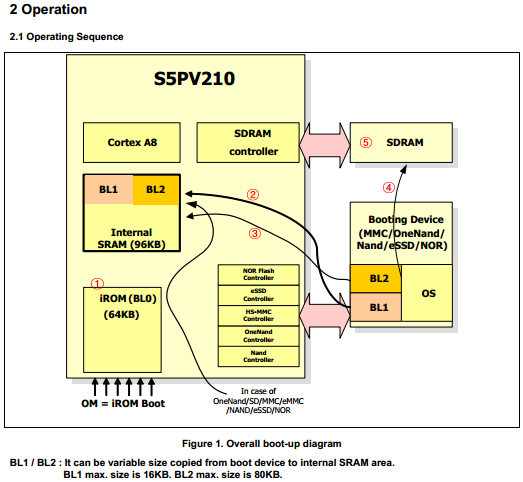 2 Operation
2.1 Operating Sequence
S5PV210
Cortex A8
SDRAM
controller
⑤
SDRAM
BL1
BL2
Internal
SRAM (96KB)
②
③
④
Booting Device
(MMC/OneNand/
Nand/eSSD/NOR)
BL2
BL1
OS
①
iROM (BL0)
(64KB)
NOR Flash
Controller
eSSD
Controller
HS-MMC
Controller
OneNand
Controller
Nand
Controller
OM = iROM Boot
In case of
OneNand/SD/MMC/eMMC
/NAND/eSSD/NOR
Figure 1. Overall boot-up diagram
BL1 / BL2 : It can be variable size copied from boot device to internal SRAM area.
BL1 max. size is 16KB. BL2 max. size is 80KB.